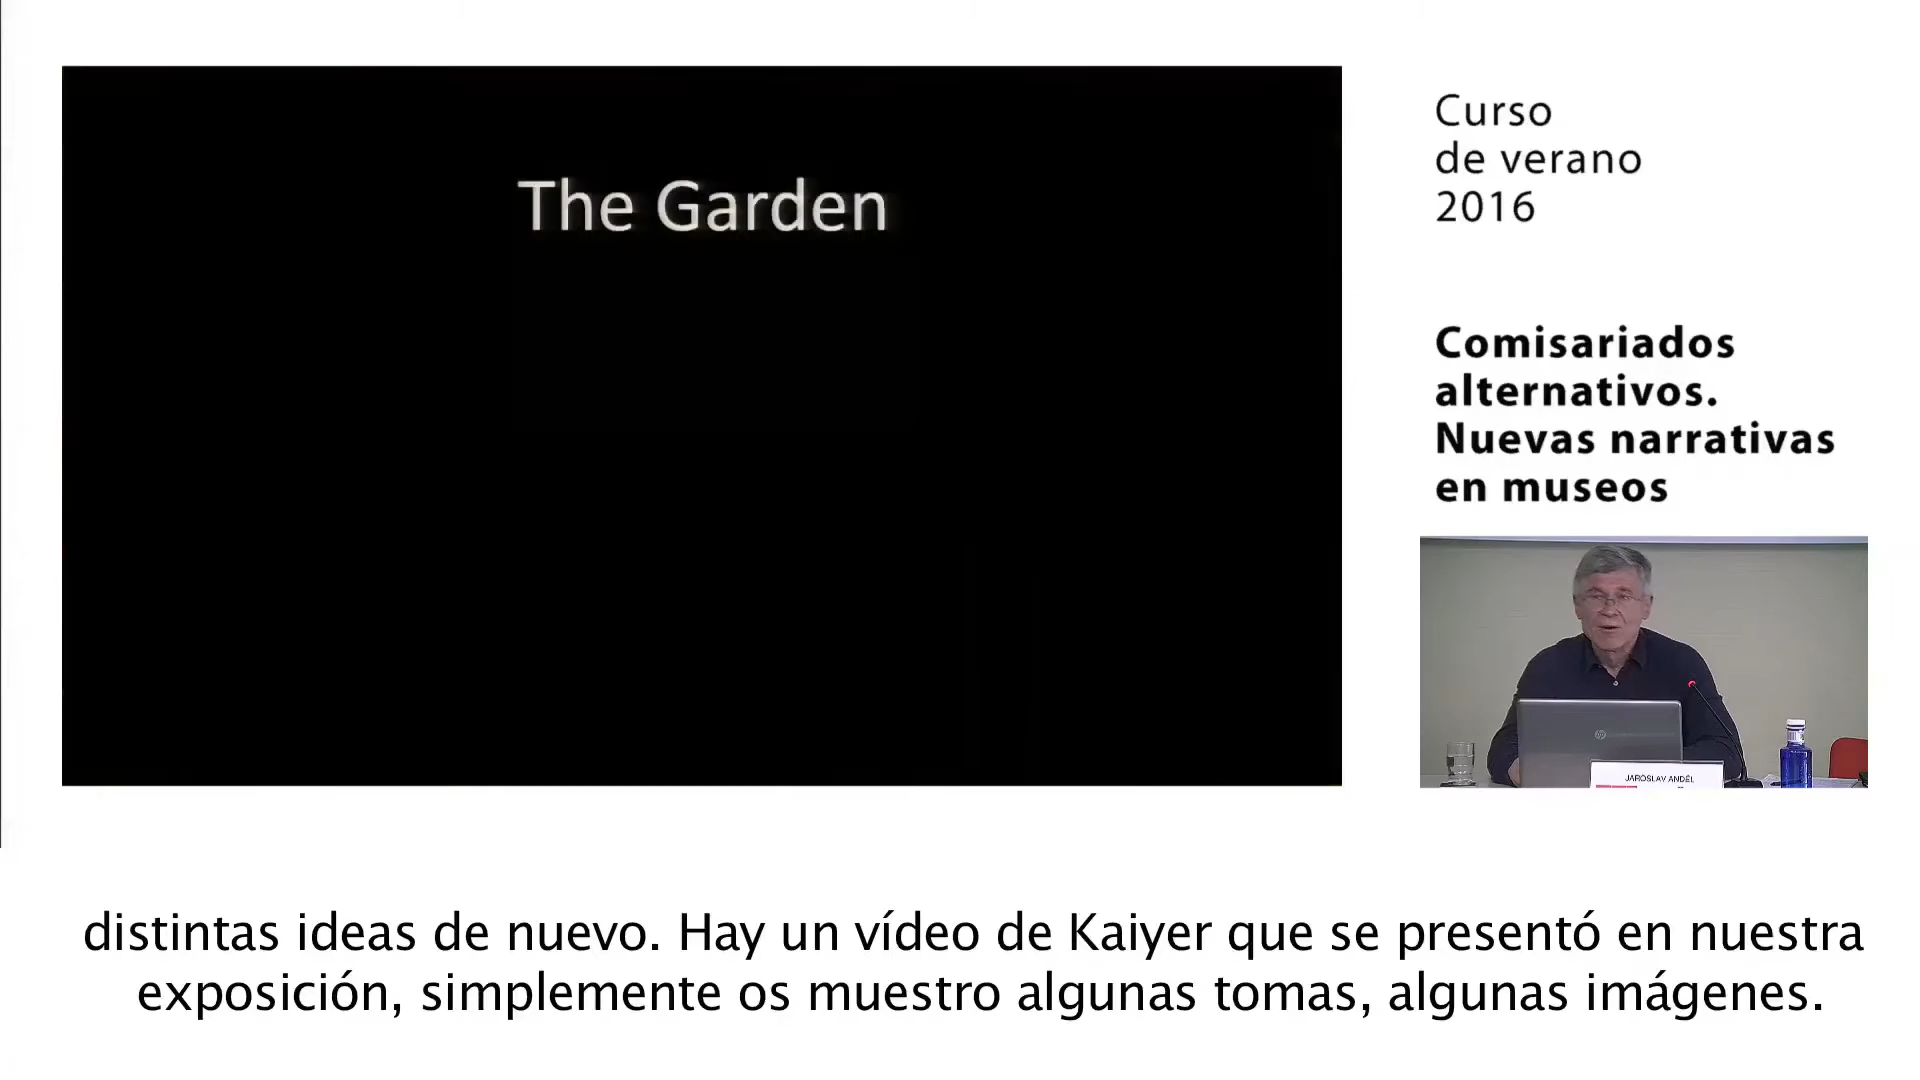 The Garden
Curso
de verano
2016
Comisariados
alternativos.
Nuevas narrativas
en museos
JAROSLAV ANDĚL
hp
distintas ideas de nuevo. Hay un vídeo de Kaiyer que se presentó en nuestra
exposición, simplemente os muestro algunas tomas, algunas imágenes.